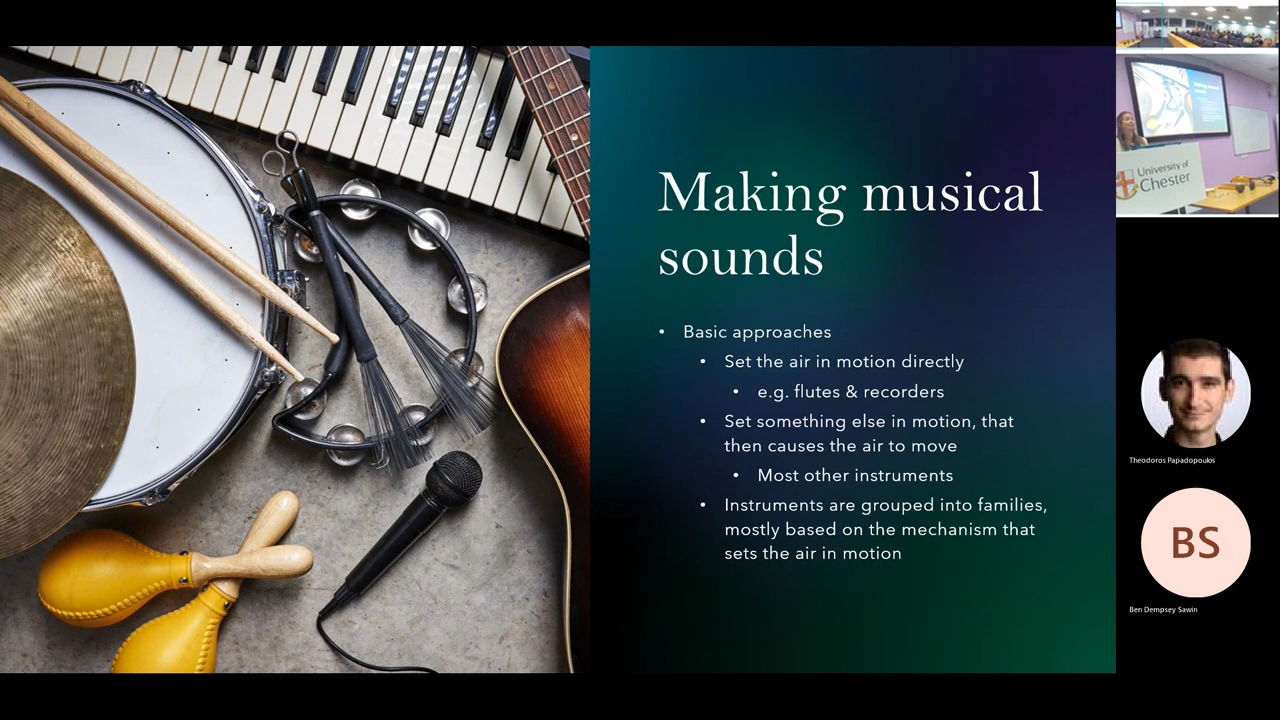 Making musical
sounds
• Basic approaches
• Set the air in motion directly
• e.g. flutes & recorders
• Set something else in motion, that
then causes the air to move
• Most other instruments
• Instruments are grouped into families,
mostly based on the mechanism that
sets the air in motion
University of
Chester
Theodoros Papadopoulos
BS
Ben Dempsey Sawin